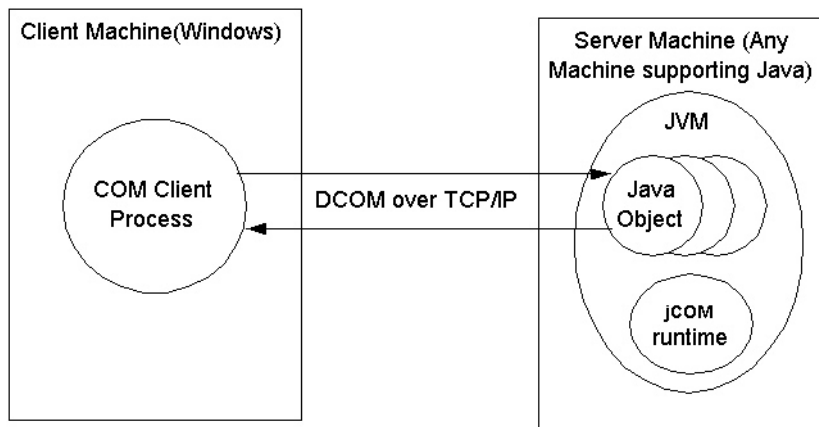 Client Machine(Windows)
COM Client
Process
DCOM over TCP/IP
Server Machine (Any
Machine supporting Java)
JVM
Java
Object
jCOM
runtime